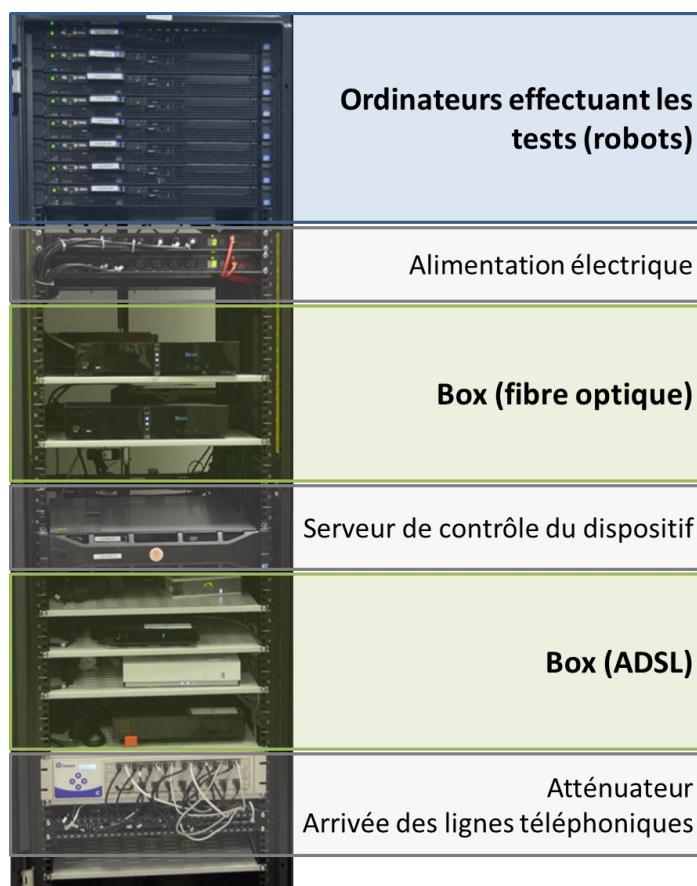 Ordinateurs effectuant les
tests (robots)
Alimentation électrique
Box (fibre optique)
Serveur de contrôle du dispositif
Box (ADSL)
Atténuateur
Arrivée des lignes téléphoniques